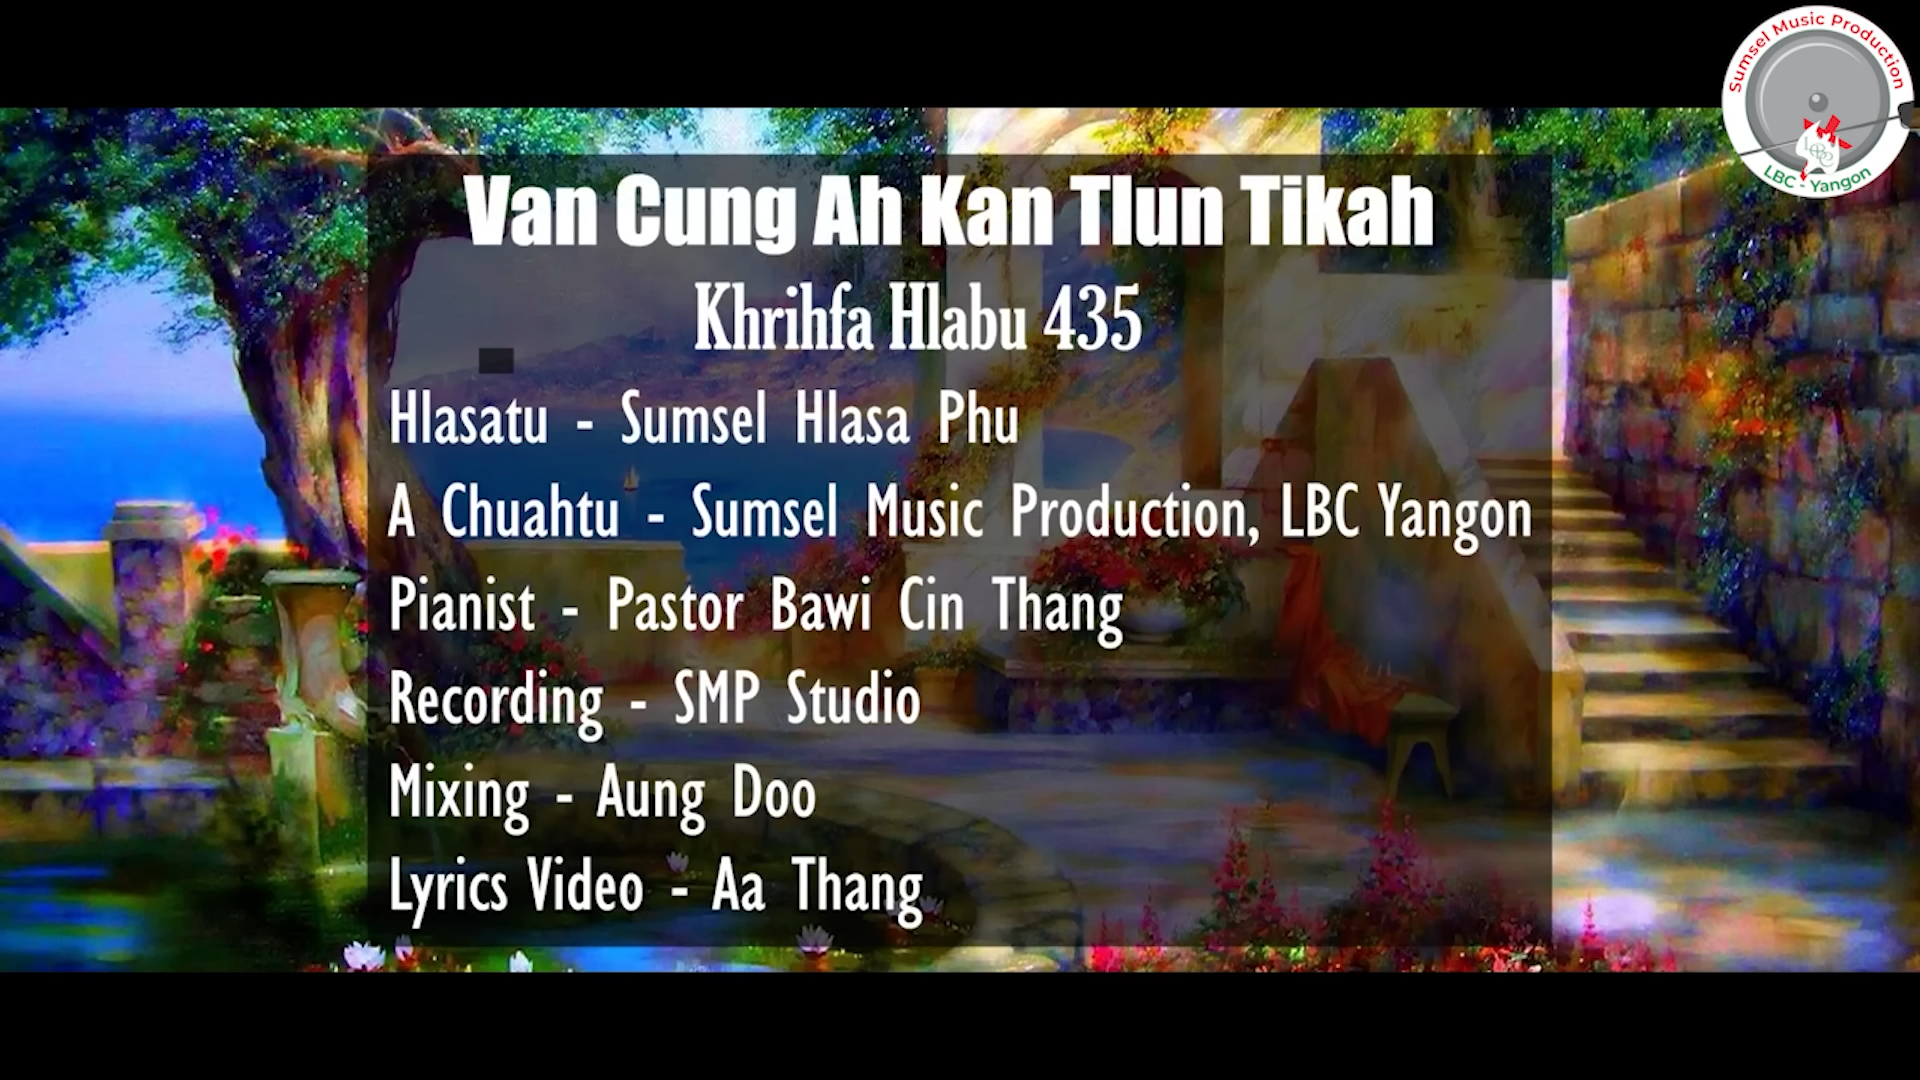 Sumsel Music Production
LBC - Yangon
Van Cung Ah Kan Tlun Tikah
Khrihfa Hlabu 435
Hlasatu - Sumsel Hlasa Phu
A Chuahtu - Sumsel Music Production, LBC Yangon
Pianist - Pastor Bawi Cin Thang
Recording - SMP Studio
Mixing - Aung Doo
Lyrics Video - Aa Thang